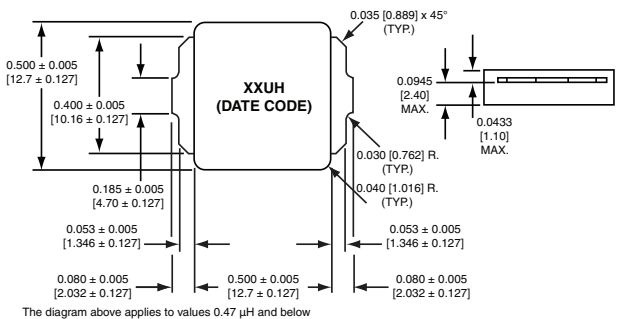 0.035 [0.889] x 45°
(TYP.)
0.500 ± 0.005
[12.7 ± 0.127]
0.400 ± 0.005
[10.16 ± 0.127]
XXUH
(DATE CODE)
0.0945
[2.40]
MAX.
0.0433
[1.10]
MAX.
0.030 [0.762] R.
(TYP.)
0.185 ± 0.005
[4.70 ± 0.127]
0.040 [1.016] R.
(TYP.)
0.053 ± 0.005
[1.346 ± 0.127]
0.053 ± 0.005
[1.346 ± 0.127]
0.080 ± 0.005
[2.032 ± 0.127]
0.500 ± 0.005
[12.7 ± 0.127]
0.080 ± 0.005
[2.032 ± 0.127]
The diagram above applies to values 0.47 µH and below